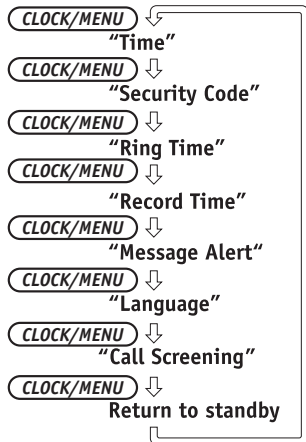 CLOCK/MENU
“Time”
CLOCK/MENU
“Security Code”
CLOCK/MENU
“Ring Time”
CLOCK/MENU
“Record Time”
CLOCK/MENU
“Message Alert“
CLOCK/MENU
“Language”
CLOCK/MENU
“Call Screening”
CLOCK/MENU
Return to standby